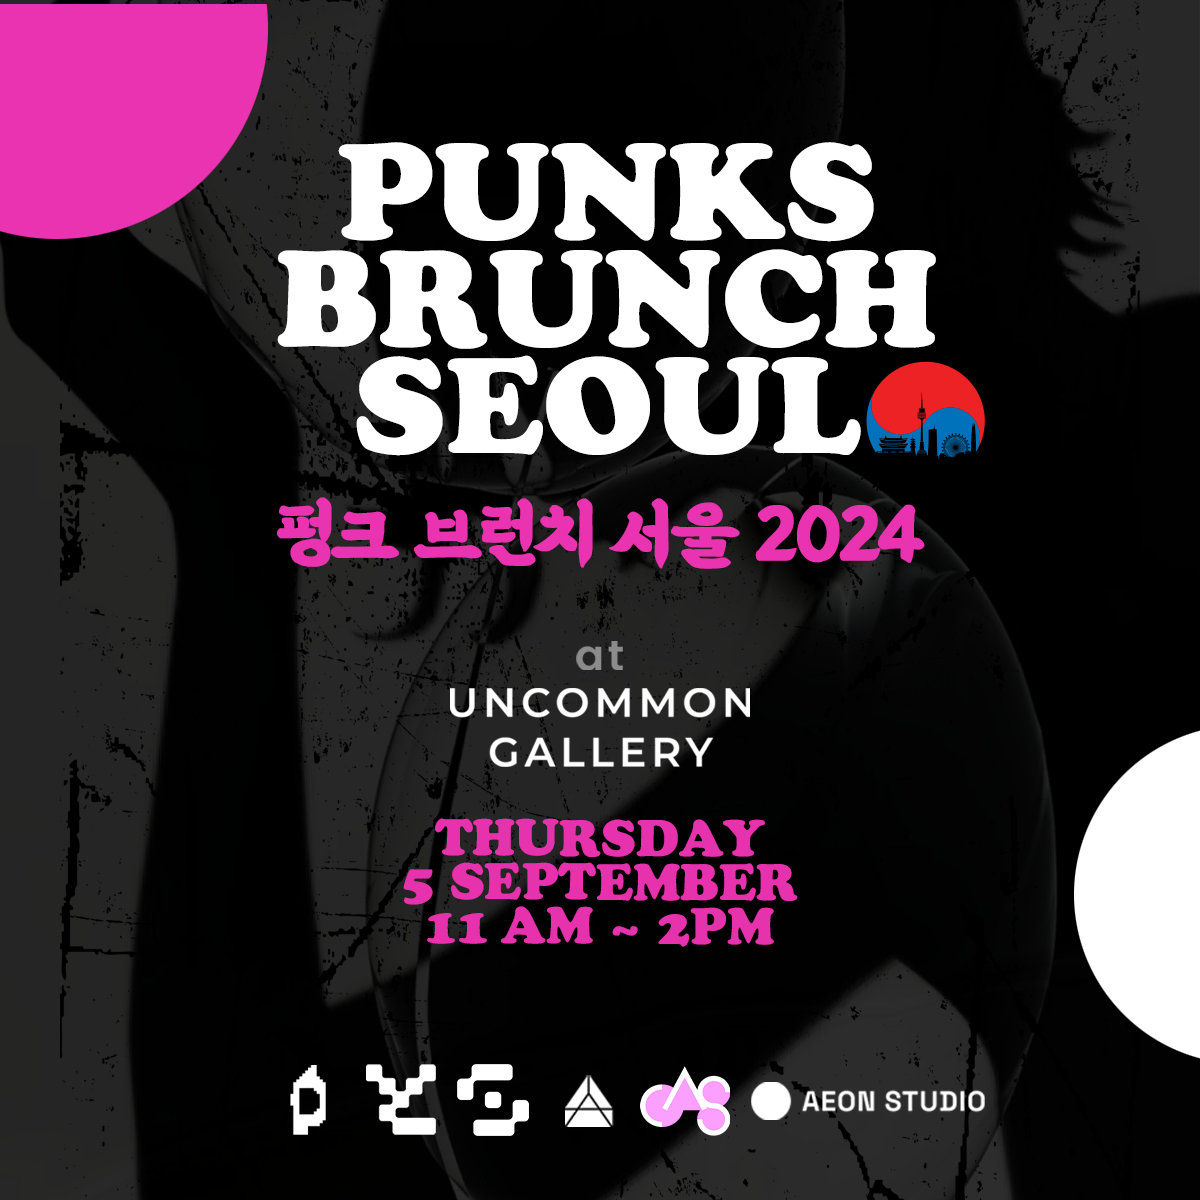 PUNKS
BRUNCH
SEOUL
펑크 브런치 서울 2024
at
UNCOMMON
GALLERY
THURSDAY
5 SEPTEMBER
11 AM ~ 2PM
AEON STUDIO